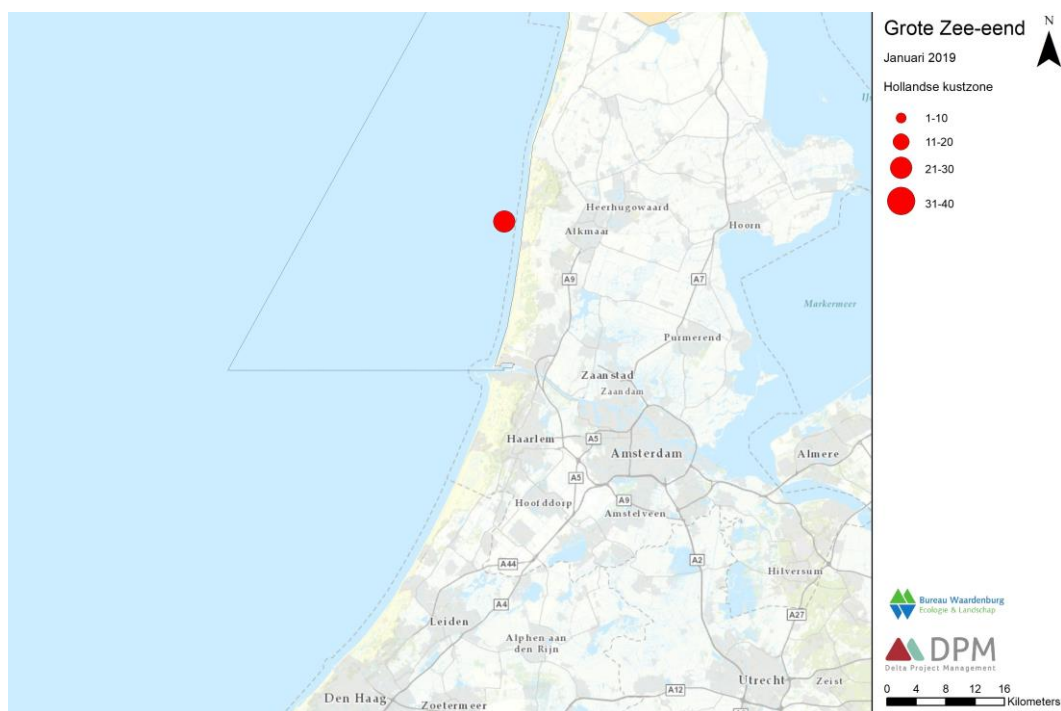 Grote Zee-eend
N
Januari 2019
Hollandse kustzone
1-10
11-20
21-30
31-40
Heerhugowaard
Alkmaar
Hoorn
A9
A7
Markermeer
Purmerend
Zaanstad
Zaandam
Haarlem
A5
Amsterdam
Almere
A5
Hoofddorp
A9
Amstelveen
A44
A2
Hilversum
A4
A27
Leiden
Alphen aan
den Rijn
Den Haag
Zoetermeer
A12
Utrecht
Zeist
Bureau Waardenburg
Ecologie & Landschap
DPM
Delta Project Management
0 4 8 12 16
Kilometers